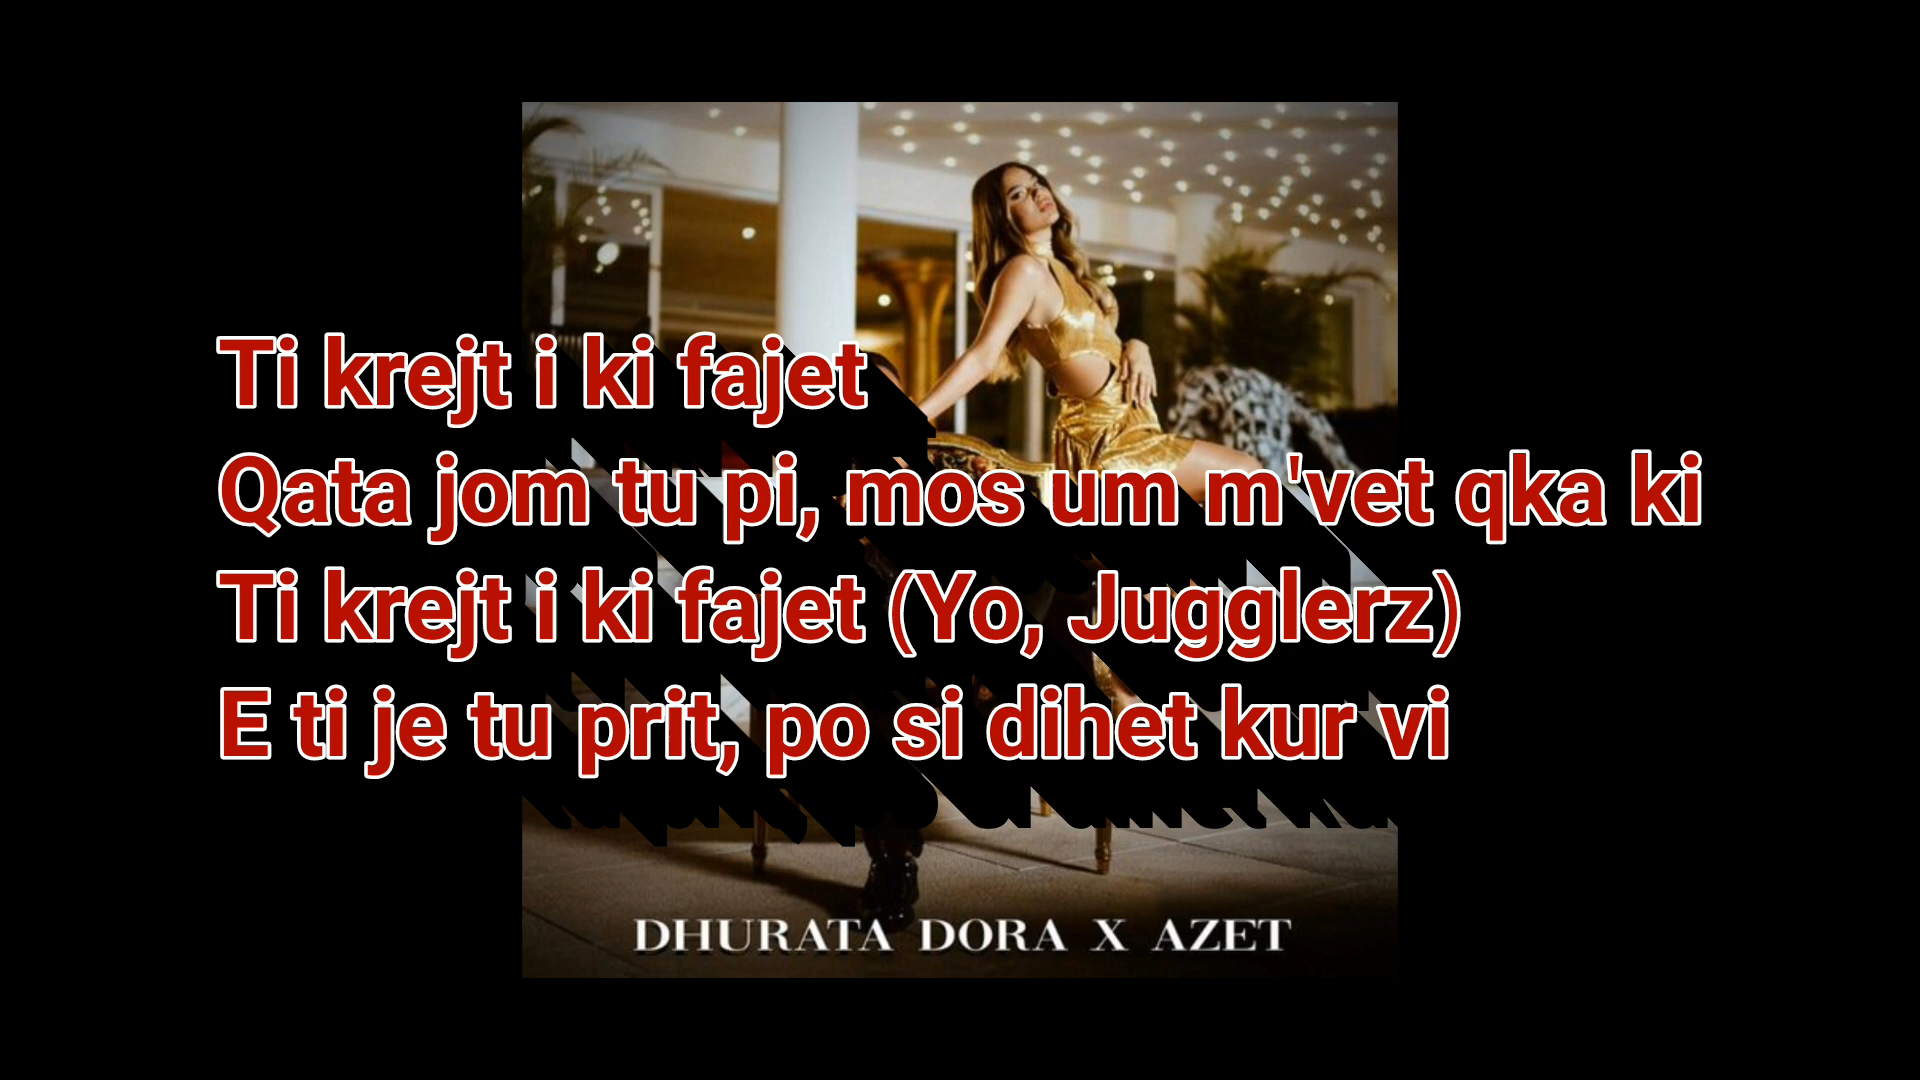 Ti krejt i ki fajet
Qata jom tu pi, mos um m'vet qka ki
Ti krejt i ki fajet (Yo, Jugglerz)
E ti je tu prit, po si dihet kur vi
DHURATA DORA X AZET